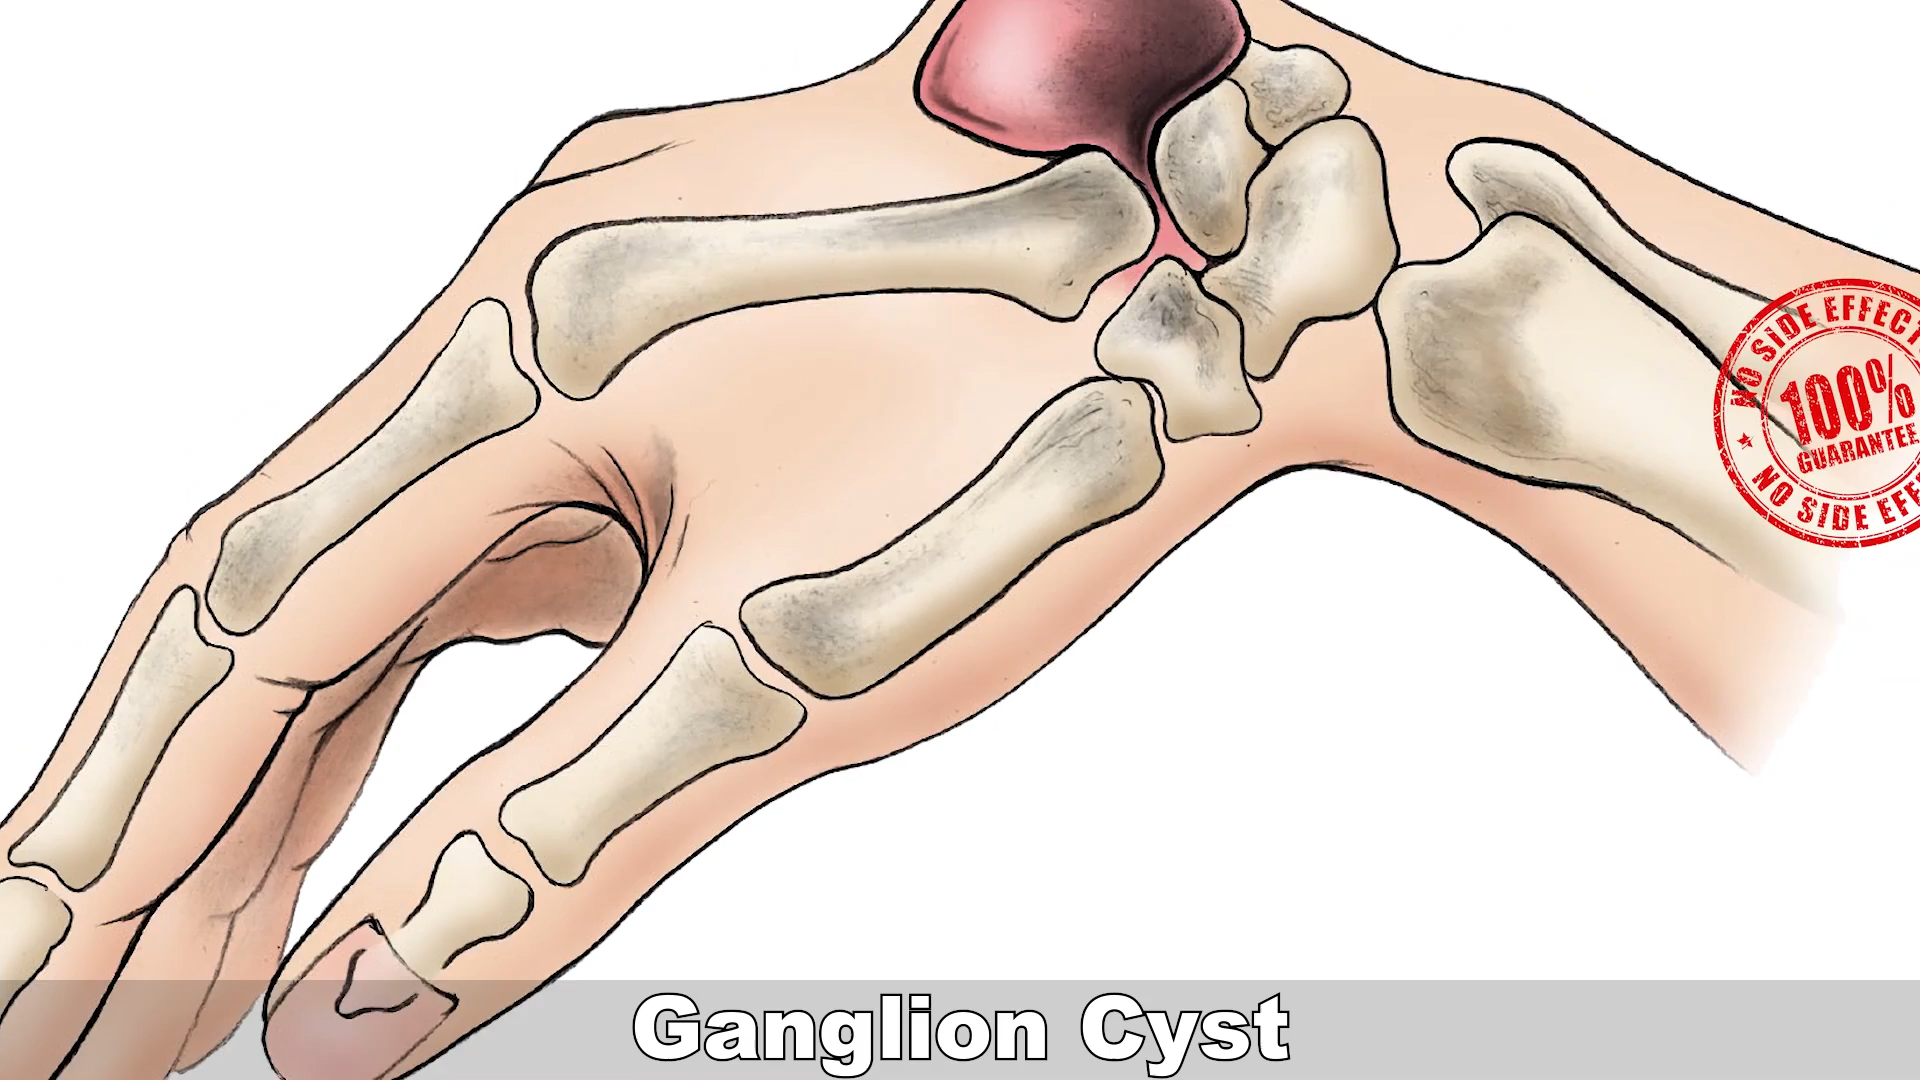 NO SIDE EFFECT
100%
GUARANTEE
NO SIDE EFF
Ganglion Cyst